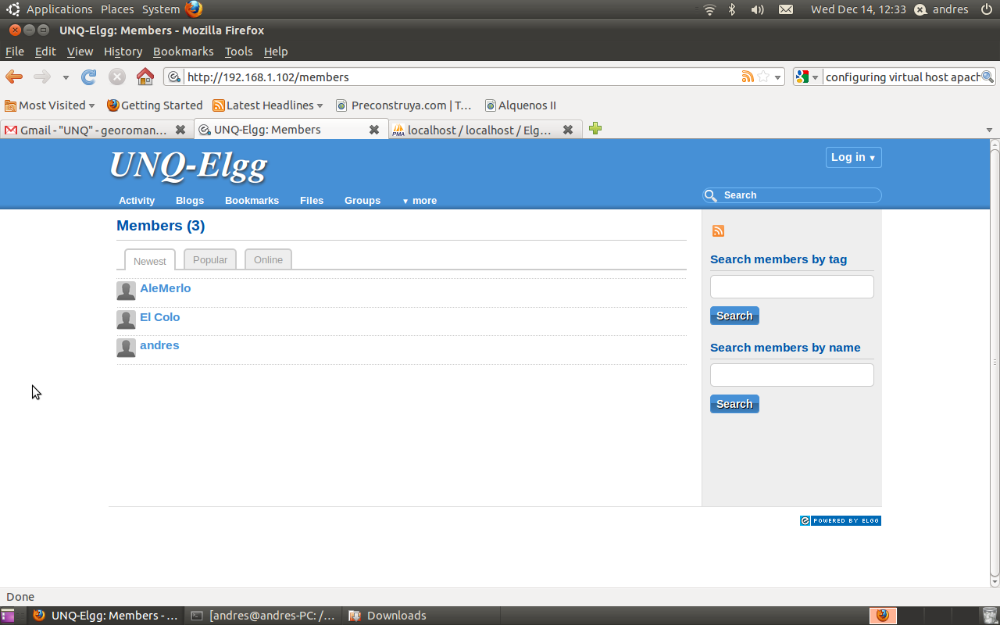 Applications Places System Wed Dec 14, 12:33 andres
UNQ-Elgg: Members - Mozilla Firefox
File Edit View History Bookmarks Tools Help
http://192.168.1.102/members configuring virtual host apach
Most Visited Getting Started Latest Headlines Preconstruya.com | T... Alquenos II
Gmail - "UNQ" - georoman... UNQ-Elgg: Members PMA localhost / localhost / Elg...
UNQ-Elgg
Log in ▼
Activity Blogs Bookmarks Files Groups ▼ more Search
Members (3)
Newest Popular Online
AleMerlo
El Colo
andres
Search members by tag
Search
Search members by name
Search
POWERED BY ELGG
Done
UNQ-Elgg: Members - ... [andres@andres-PC: /... Downloads